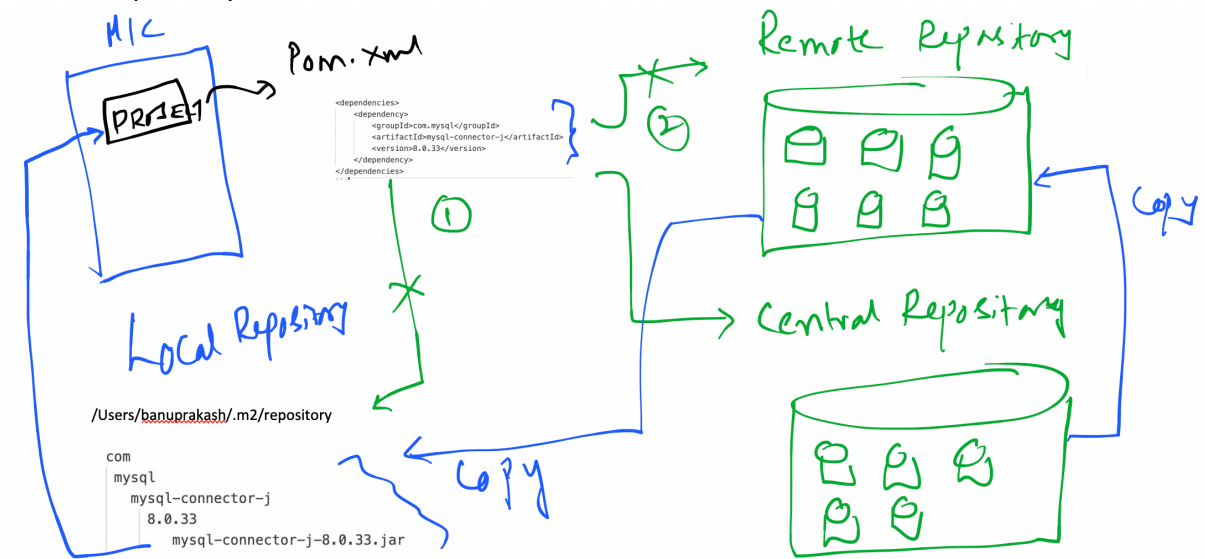 M/C
PROJECT
Pom.xml
<dependencies>
<dependency>
<groupId>com.mysql</groupId>
<artifactId>mysql-connector-j</artifactId>
<version>8.0.33</version>
</dependency>
</dependencies>
1
2
Remote Repository
Copy
Central Repository
Local Repository
/Users/banuprakash/.m2/repository
com
mysql
mysql-connector-j
8.0.33
mysql-connector-j-8.0.33.jar
Copy